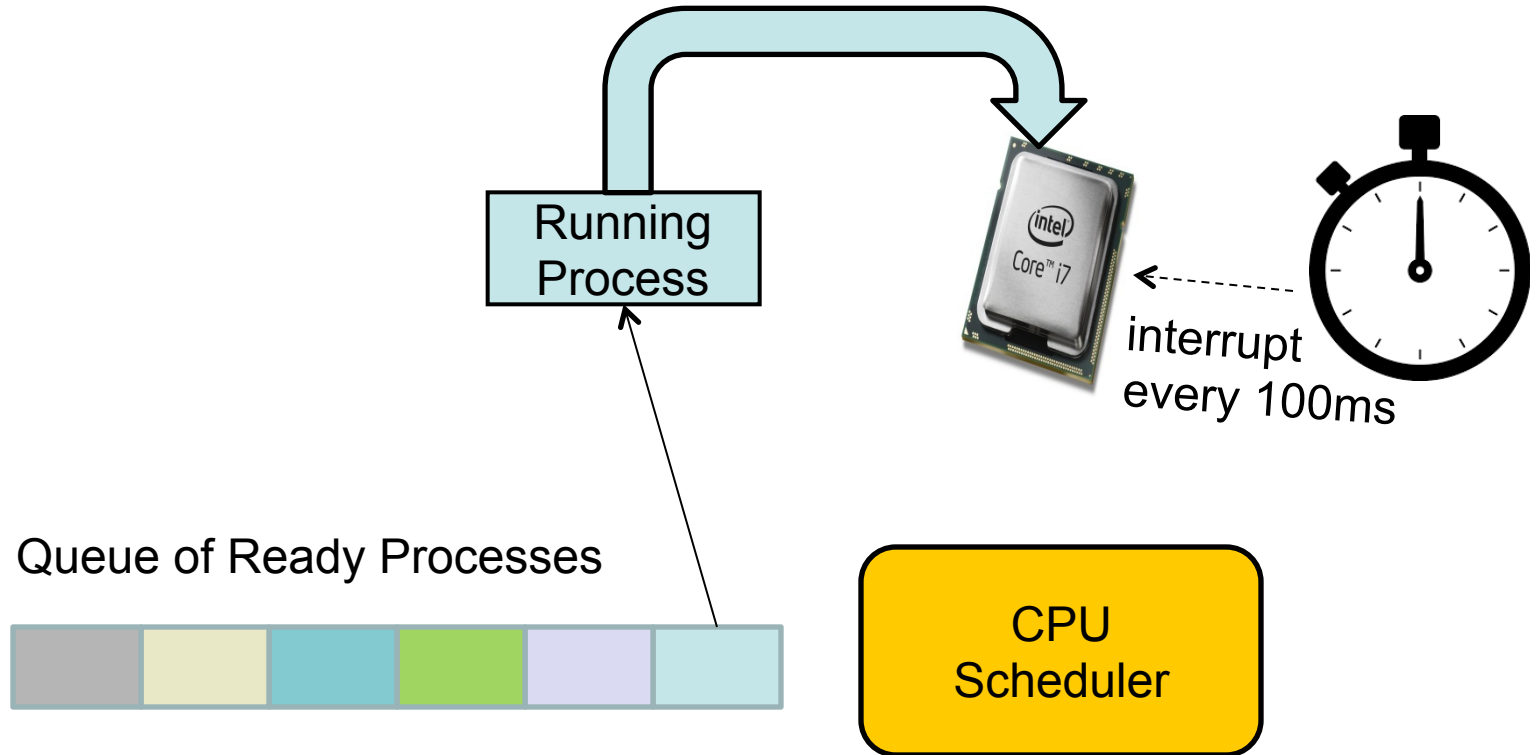 Running
Process
intel
Core™ i7
interrupt
every 100ms
Queue of Ready Processes
CPU
Scheduler